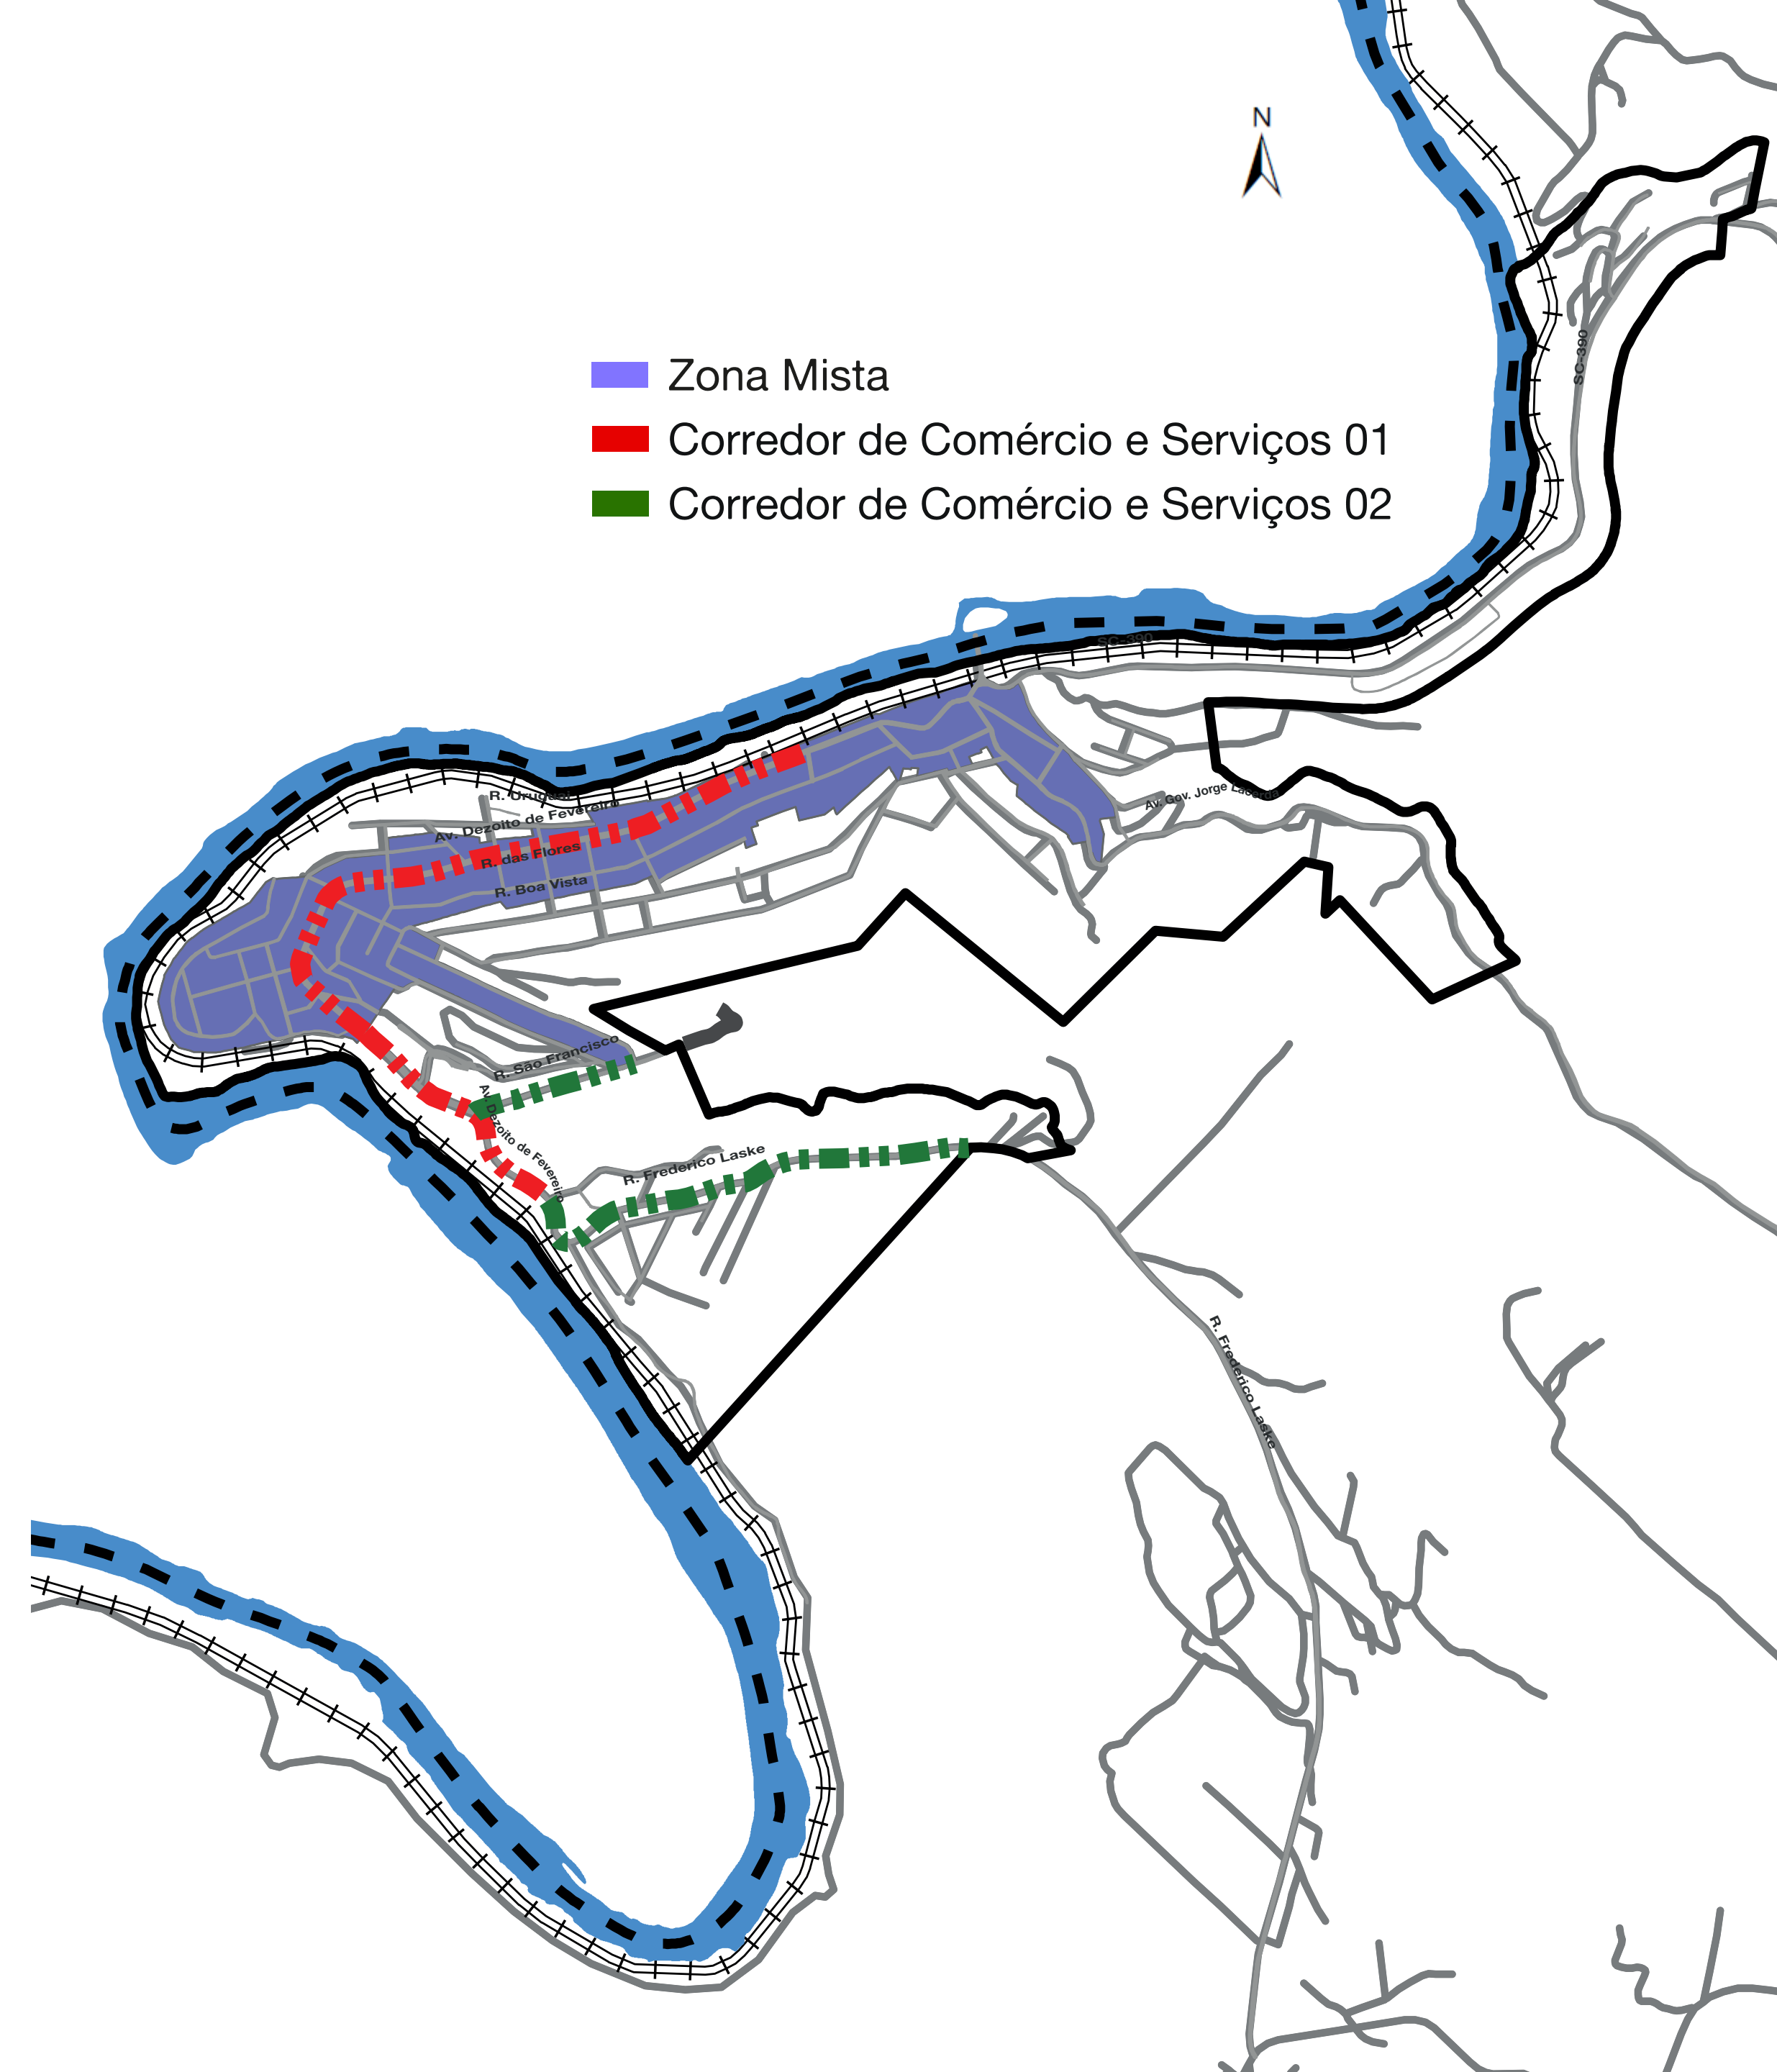 N
SC-390
Zona Mista
Corredor de Comércio e Serviços 01
Corredor de Comércio e Serviços 02
SC-390
R. Uruguai
Av. Dezoito de Fevereiro
Av. Gov. Jorge Lacerda
R. das Flores
R. Boa Vista
R. São Francisco
Av. Dezoito de Fevereiro
R. Frederico Laske
R. Frederico Laske